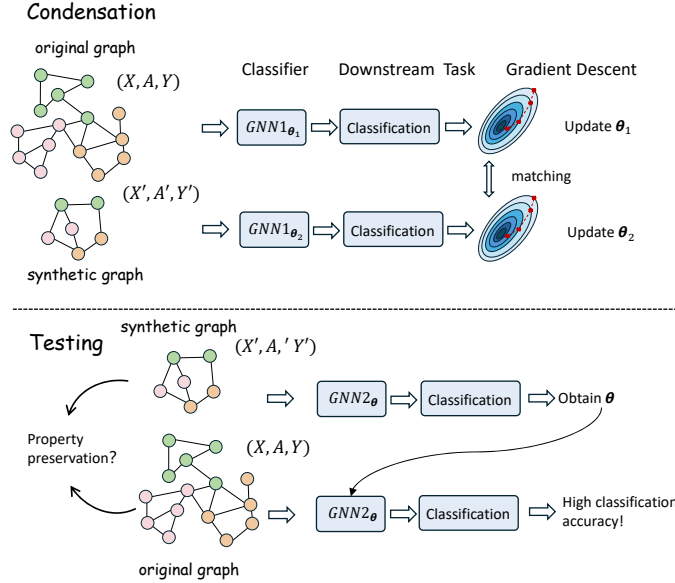 Condensation
original graph
(X, A, Y)
Classifier
Downstream Task
Gradient Descent
GNN1θ₁
Classification
Update θ₁
matching
(X′, A′, Y′)
GNN1θ₂
Classification
Update θ₂
synthetic graph
Testing
synthetic graph
(X′, A,′ Y′)
GNN2θ
Classification
Obtain θ
Property
preservation?
(X, A, Y)
GNN2θ
Classification
High classification
accuracy!
original graph